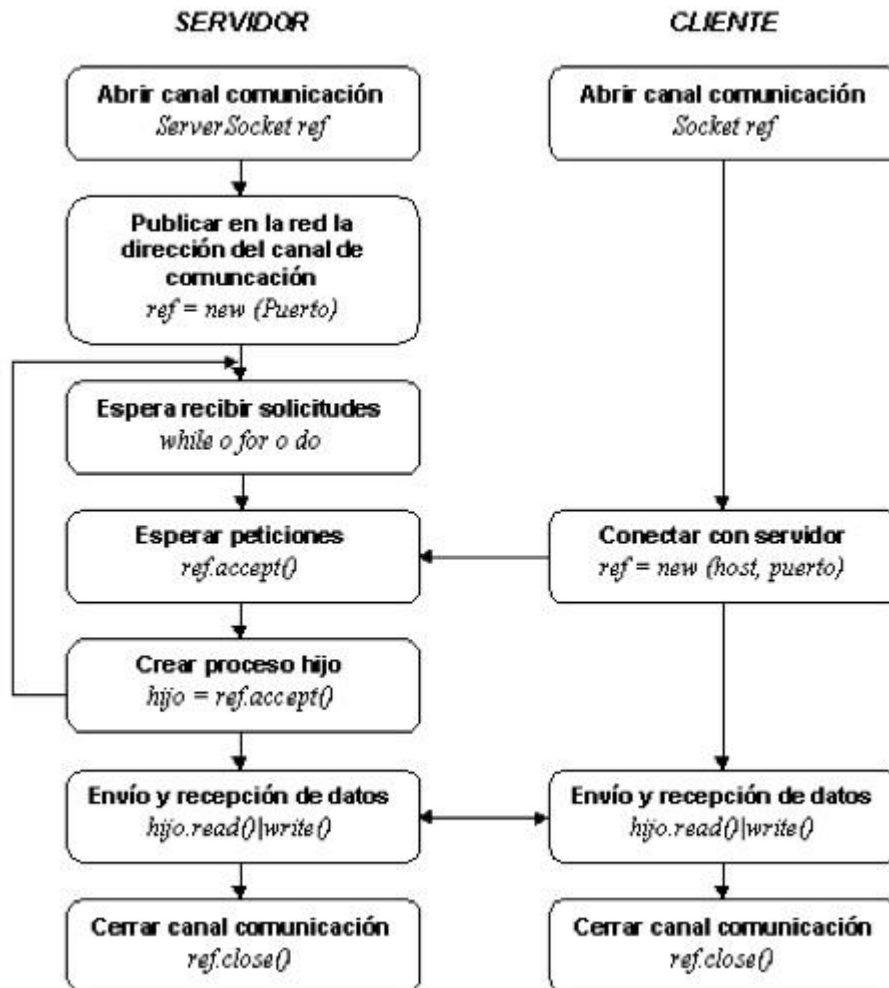 SERVIDOR
CLIENTE
Abrir canal comunicación
ServerSocket ref
Abrir canal comunicación
Socket ref
Publicar en la red la
dirección del canal de
comuncación
ref = new (Puerto)
Espera recibir solicitudes
while o for o do
Esperar peticiones
ref.accept()
Conectar con servidor
ref = new (host, puerto)
Crear proceso hijo
hijo = ref.accept()
Envío y recepción de datos
hijo.read()|write()
Envío y recepción de datos
hijo.read()|write()
Cerrar canal comunicación
ref.close()
Cerrar canal comunicación
ref.close()